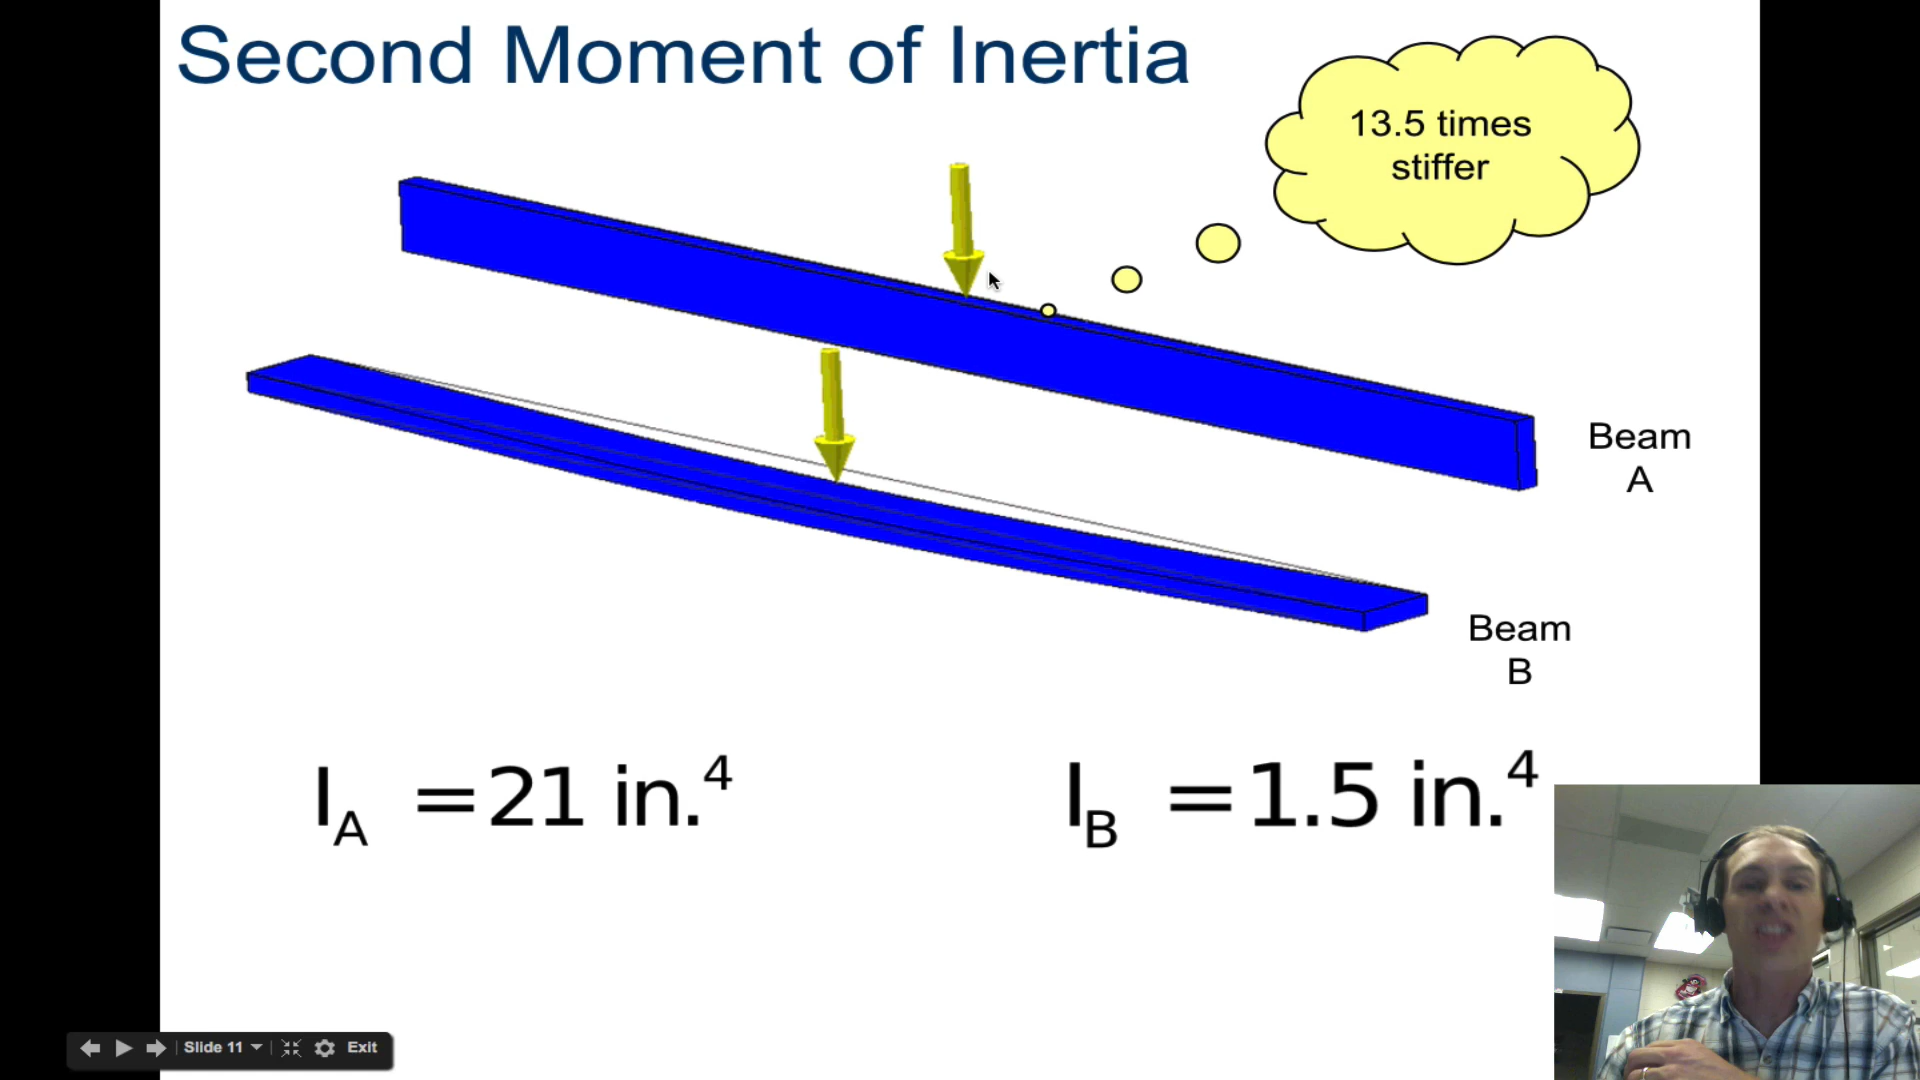 Second Moment of Inertia
13.5 times
stiffer
Beam
A
Beam
B
I_A = 21 in.⁴
I_B = 1.5 in.⁴
Slide 11
Exit